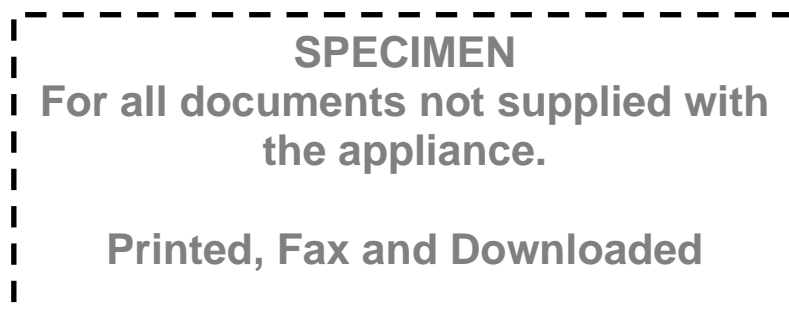 SPECIMEN
For all documents not supplied with
the appliance.
Printed, Fax and Downloaded